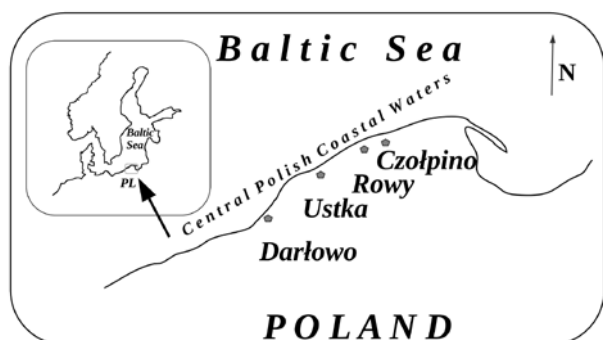 Baltic Sea
N
Baltic
Sea
PL
Central Polish Coastal Waters
Czołpino
Rowy
Ustka
Darłowo
POLAND